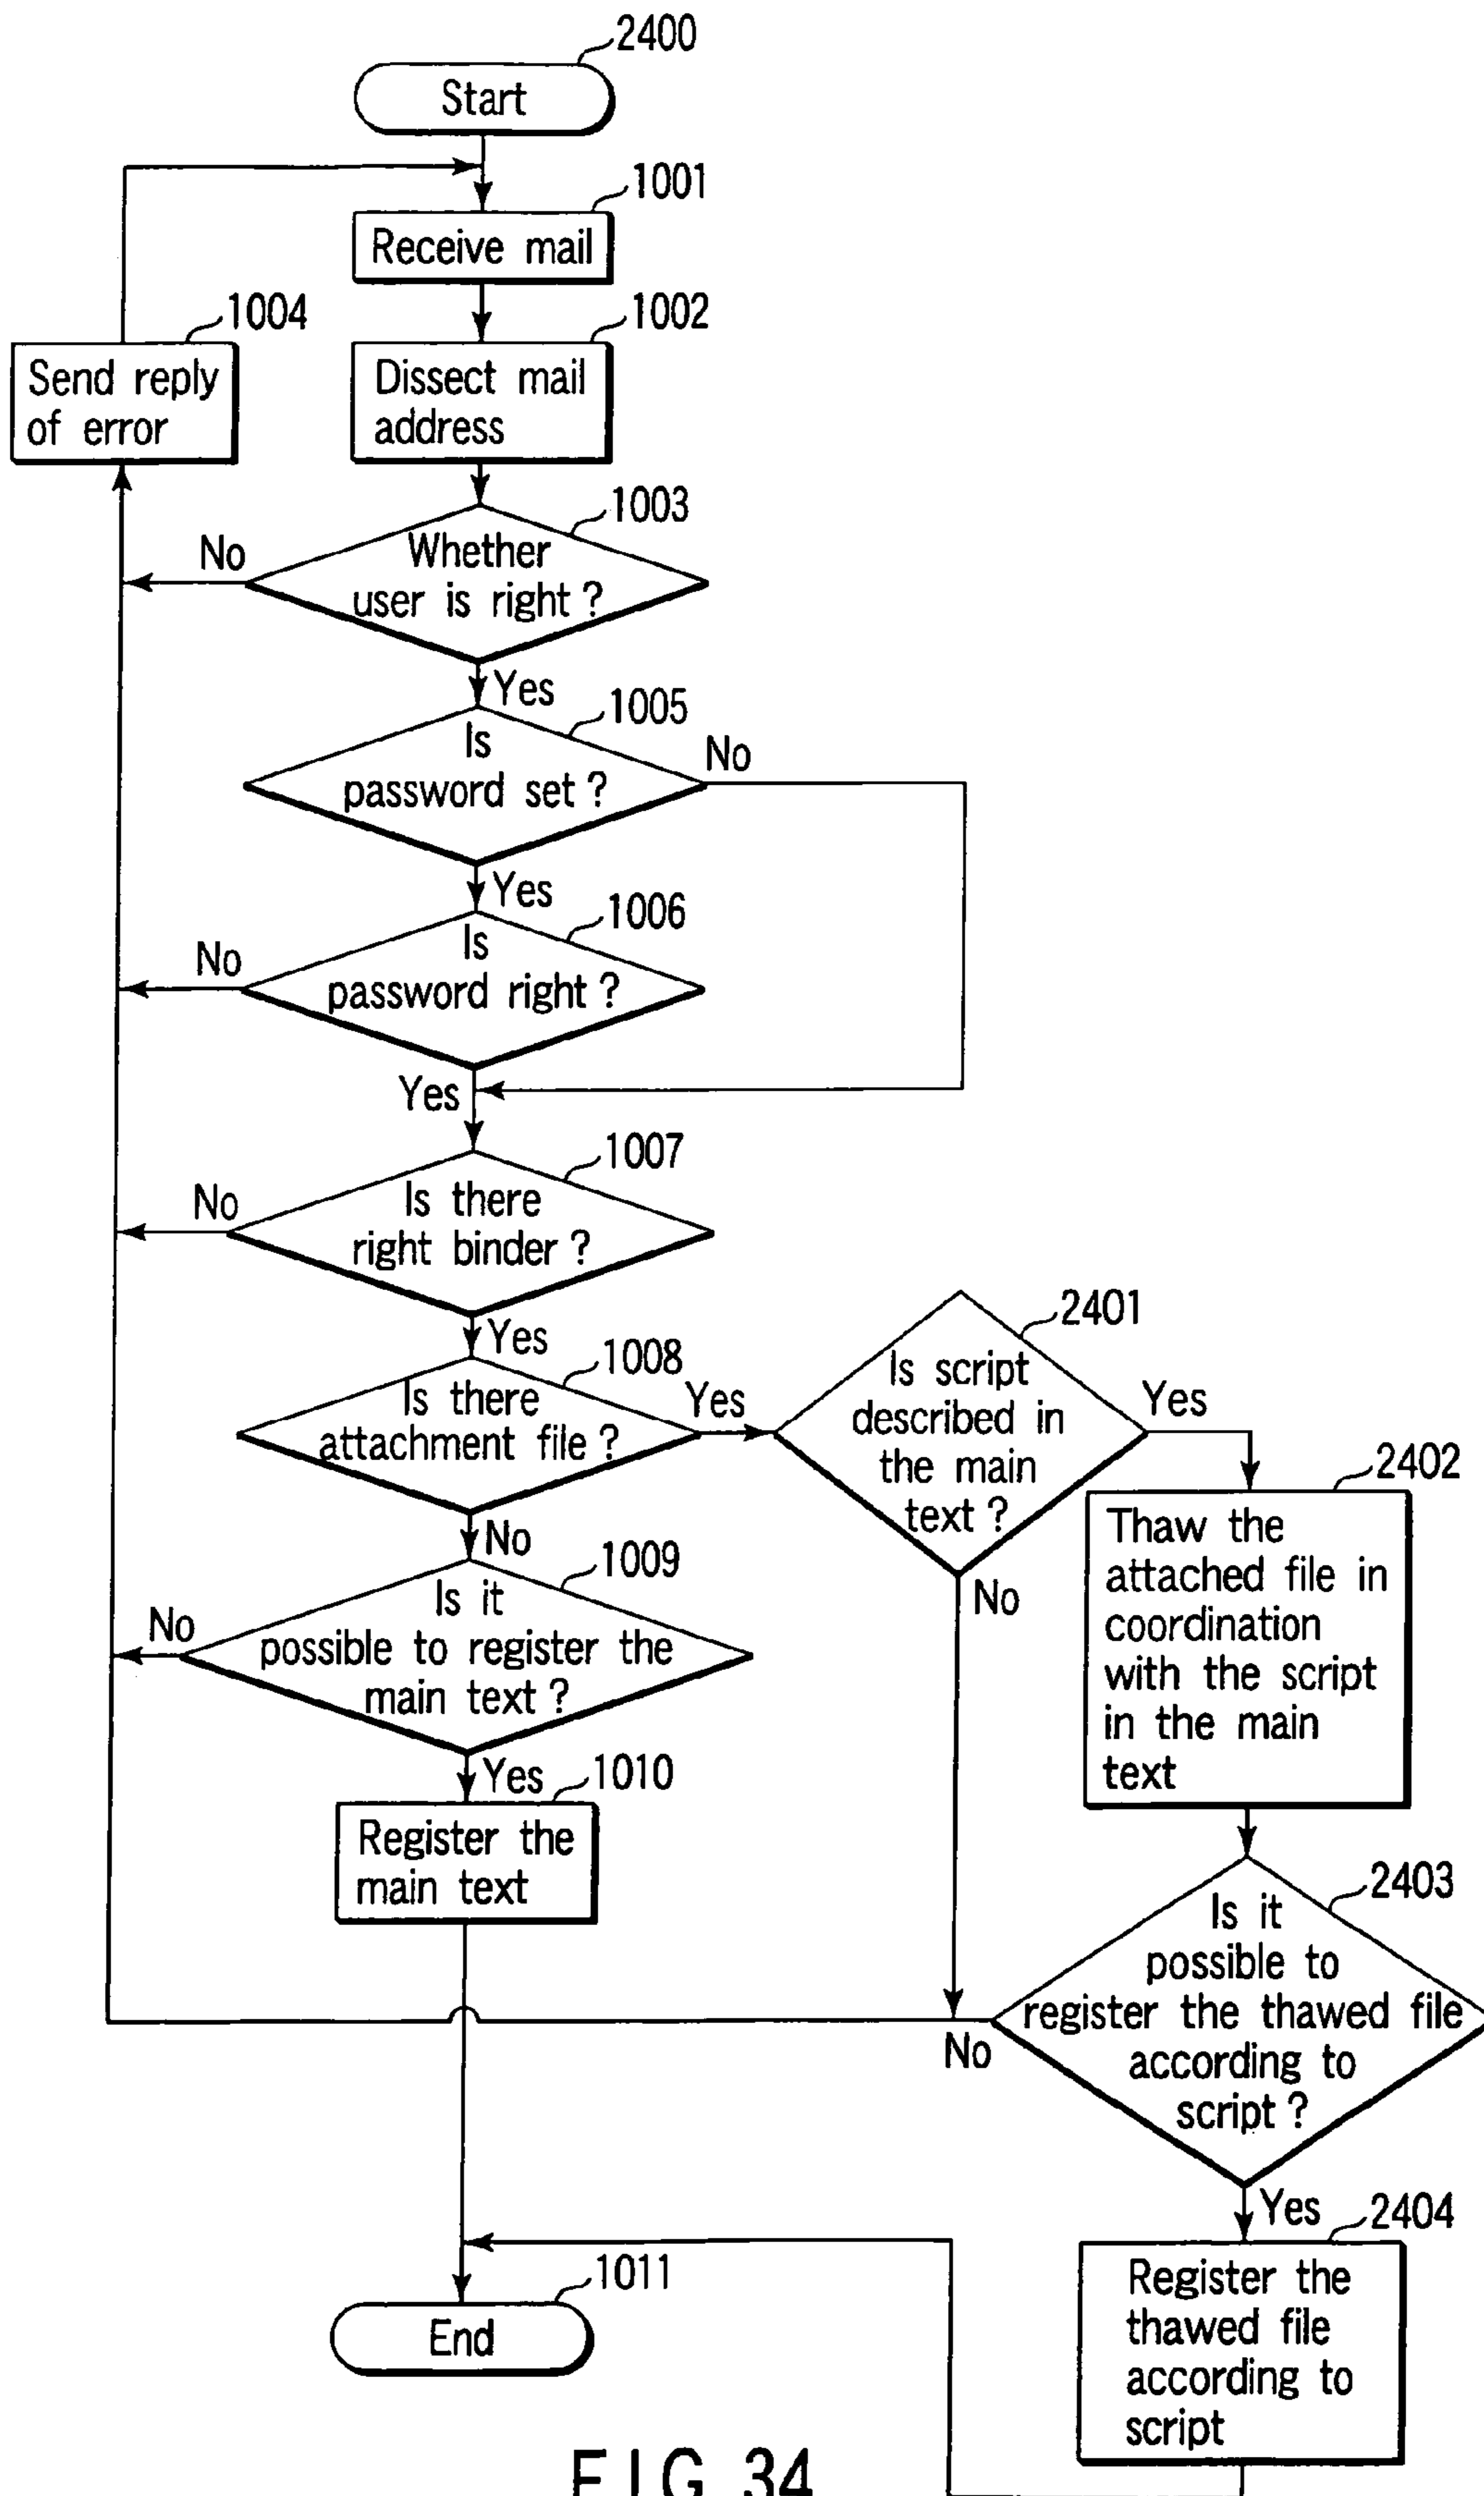 2400
Start
1001
Receive mail
1004
1002
Send reply
of error
Dissect mail
address
1003
No
Whether
user is right ?
Yes
1005
Is
password set ?
No
Yes
1006
No
Is
password right ?
Yes
1007
No
Is there
right binder ?
Yes
1008
Is there
attachment file ?
Yes
2401
Is script
described in
the main
text ?
Yes
2402
Thaw the
attached file in
coordination
with the script
in the main
text
No
No
1009
No
Is it
possible to register the
main text ?
Yes
1010
Register the
main text
2403
Is it
possible to
register the thawed file
according to
script ?
No
Yes
2404
Register the
thawed file
according to
script
1011
End
FIG. 34